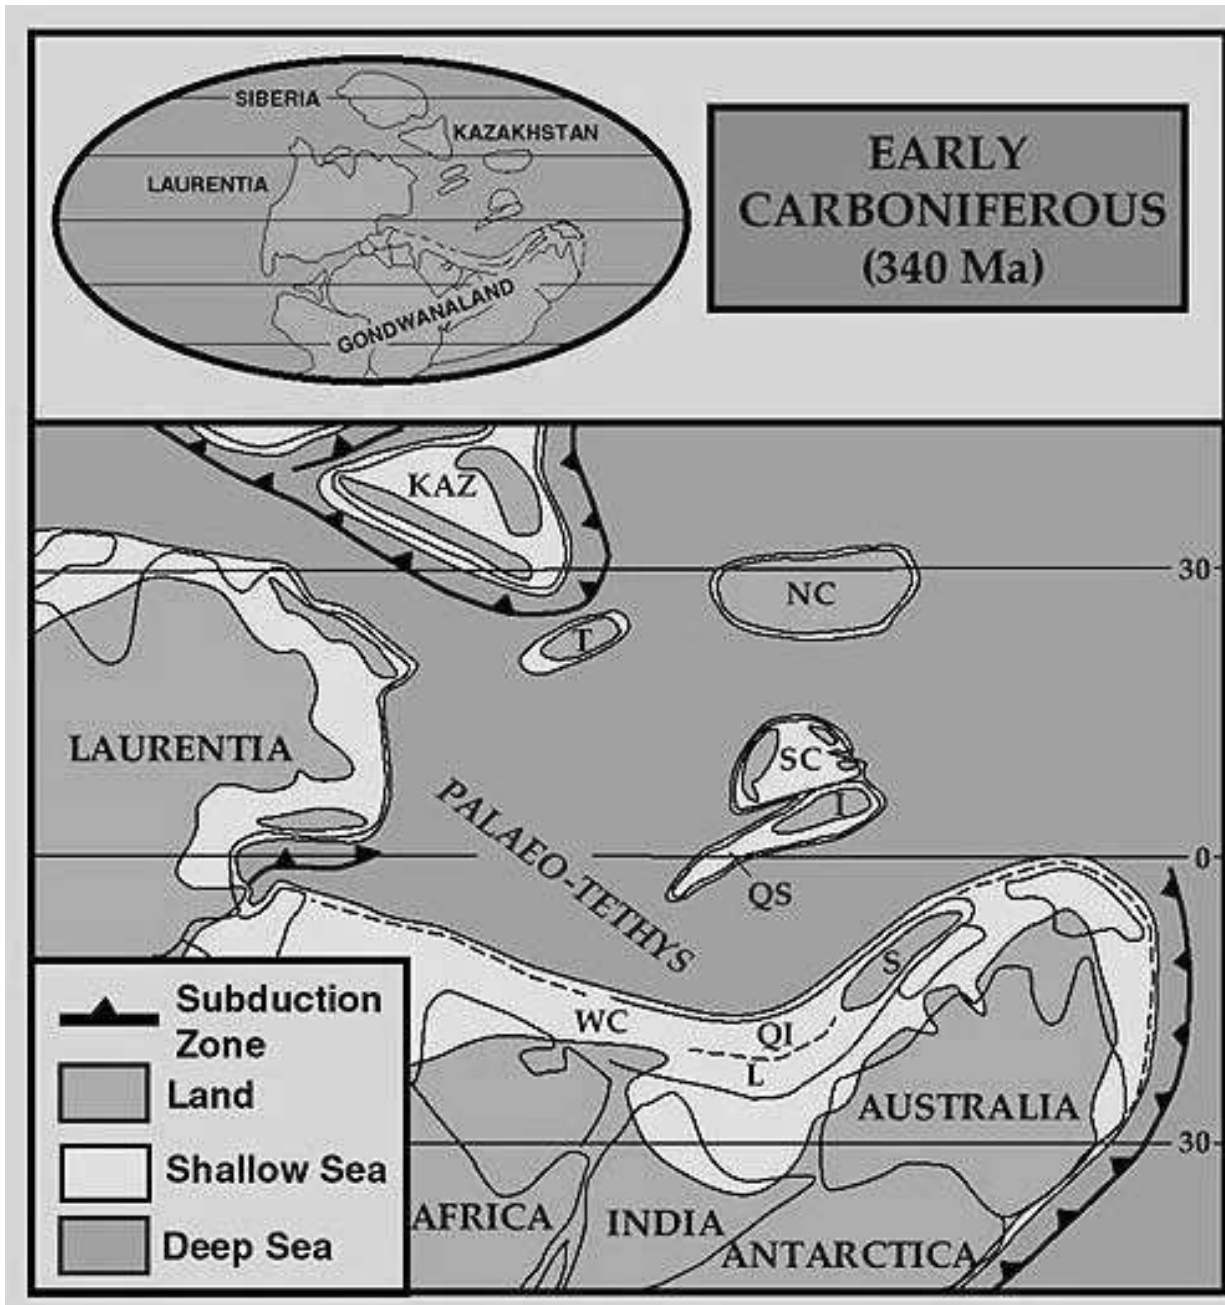 SIBERIA
KAZAKHSTAN
LAURENTIA
GONDWANALAND
EARLY
CARBONIFEROUS
(340 Ma)
KAZ
30
NC
T
LAURENTIA
SC
I
PALAEO-TETHYS
0
QS
S
WC
QI
L
AUSTRALIA
30
AFRICA
INDIA
ANTARCTICA
Subduction
Zone
Land
Shallow Sea
Deep Sea